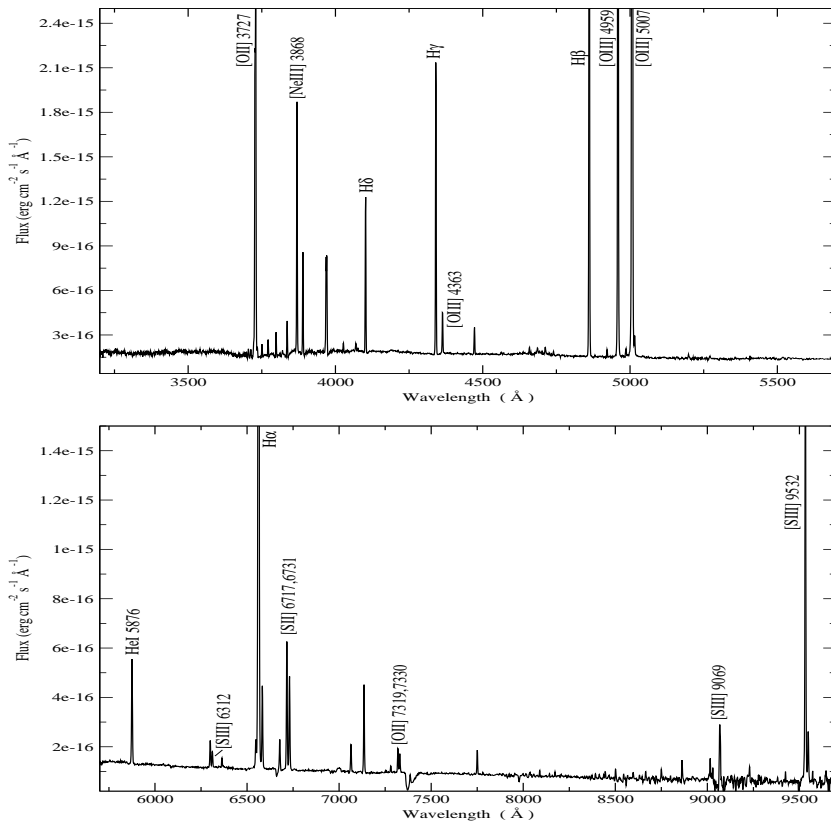 2.4e-15
2.1e-15
1.8e-15
1.5e-15
1.2e-15
9e-16
6e-16
3e-16
Flux (erg cm⁻² s⁻¹ Å⁻¹)
[OII] 3727
[NeIII] 3868
Hδ
Hγ
[OIII] 4363
Hβ
[OIII] 4959
[OIII] 5007
3500
4000
4500
5000
5500
Wavelength ( Å )
1.4e-15
1.2e-15
1e-15
8e-16
6e-16
4e-16
2e-16
Flux (erg cm⁻² s⁻¹ Å⁻¹)
HeI 5876
[SIII] 6312
Hα
[SII] 6717,6731
[OII] 7319,7330
[SIII] 9069
[SIII] 9532
6000
6500
7000
7500
8000
8500
9000
9500
Wavelength ( Å )